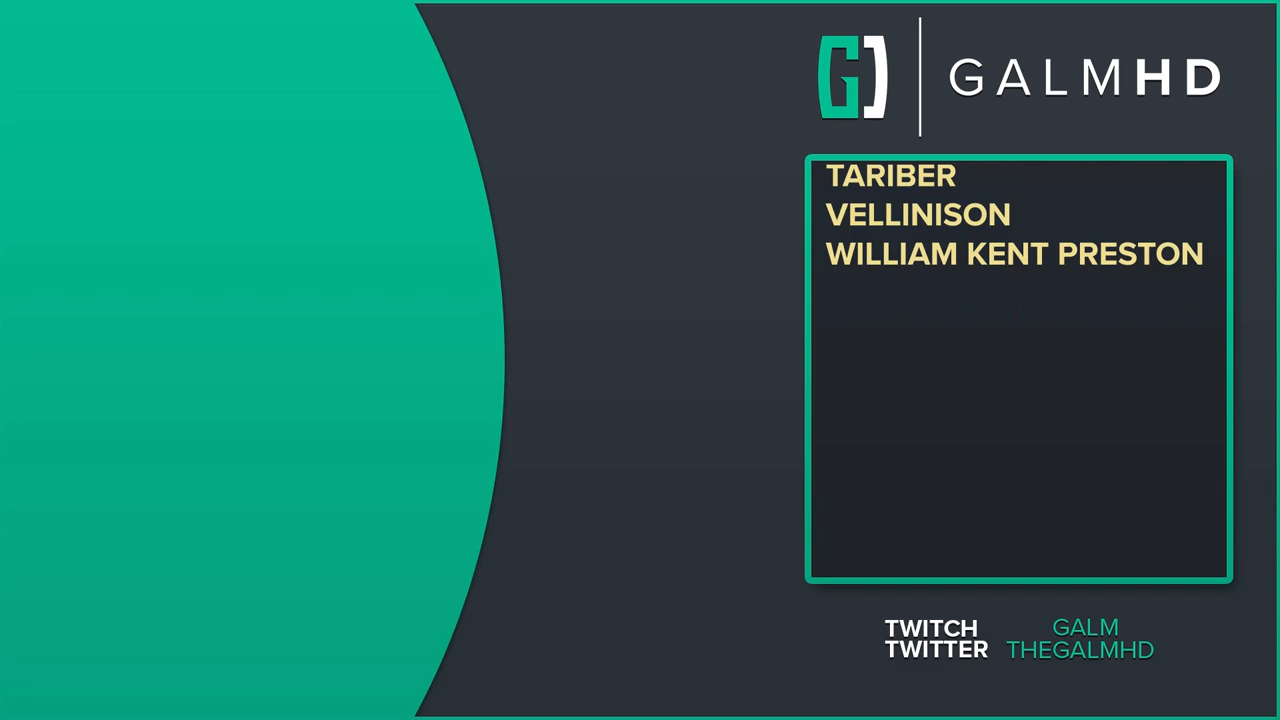 GALMHD
TARIBER
VELLINISON
WILLIAM KENT PRESTON
TWITCH GALM
TWITTER THEGALMHD